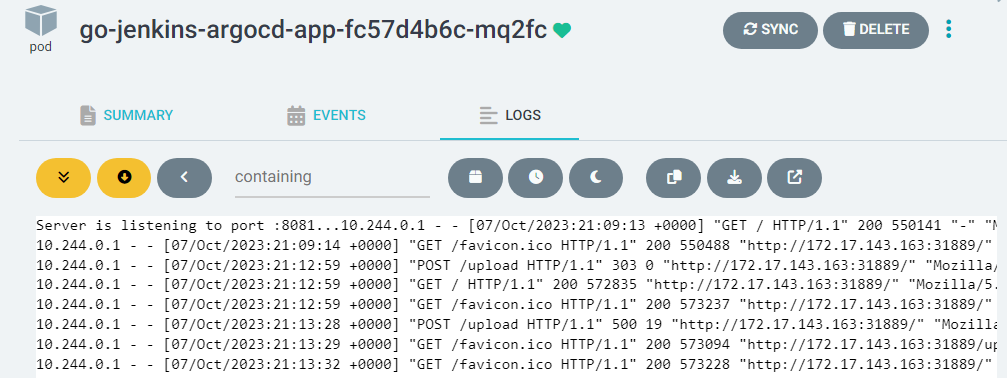 go-jenkins-argocd-app-fc57d4b6c-mq2fc
SYNC
DELETE
pod
SUMMARY
EVENTS
LOGS
containing
Server is listening to port :8081...10.244.0.1 - - [07/Oct/2023:21:09:13 +0000] "GET / HTTP/1.1" 200 550141 "-" "M
10.244.0.1 - - [07/Oct/2023:21:09:14 +0000] "GET /favicon.ico HTTP/1.1" 200 550488 "http://172.17.143.163:31889/"
10.244.0.1 - - [07/Oct/2023:21:12:59 +0000] "POST /upload HTTP/1.1" 303 0 "http://172.17.143.163:31889/" "Mozilla/
10.244.0.1 - - [07/Oct/2023:21:12:59 +0000] "GET / HTTP/1.1" 200 572835 "http://172.17.143.163:31889/" "Mozilla/5.
10.244.0.1 - - [07/Oct/2023:21:12:59 +0000] "GET /favicon.ico HTTP/1.1" 200 573237 "http://172.17.143.163:31889/"
10.244.0.1 - - [07/Oct/2023:21:13:28 +0000] "POST /upload HTTP/1.1" 500 19 "http://172.17.143.163:31889/" "Mozilla
10.244.0.1 - - [07/Oct/2023:21:13:29 +0000] "GET /favicon.ico HTTP/1.1" 200 573094 "http://172.17.143.163:31889/up
10.244.0.1 - - [07/Oct/2023:21:13:32 +0000] "GET /favicon.ico HTTP/1.1" 200 573228 "http://172.17.143.163:31889/"